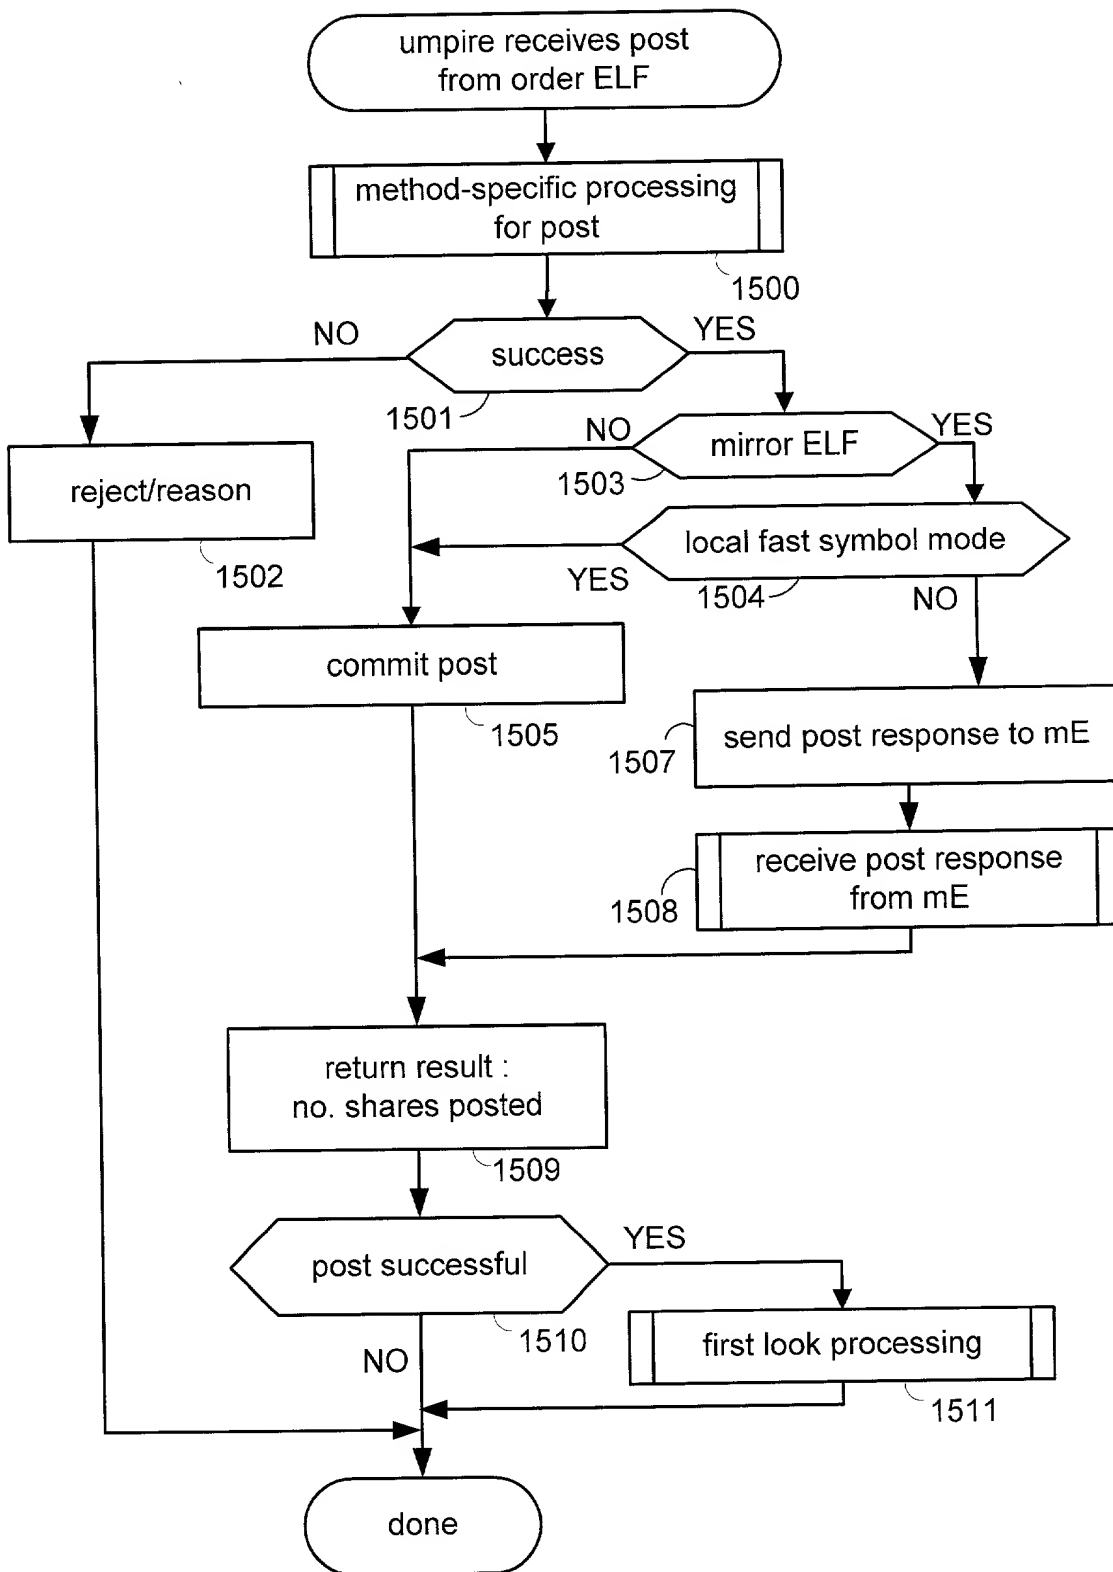 umpire receives post
from order ELF
method-specific processing
for post
1500
NO
YES
success
1501
NO
YES
mirror ELF
1503
reject/reason
1502
local fast symbol mode
YES
1504
NO
commit post
1505
send post response to mE
1507
receive post response
from mE
1508
return result :
no. shares posted
1509
YES
post successful
1510
NO
first look processing
1511
done